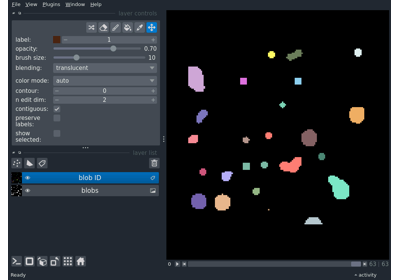 File View Plugins Window Help
layer controls
label: 1
opacity: 0.70
brush size: 10
blending: translucent
color mode: auto
contour: 0
n edit dim: 2
contiguous:
preserve
labels:
show
selected:
layer list
blob ID
blobs
63 63
Ready
activity